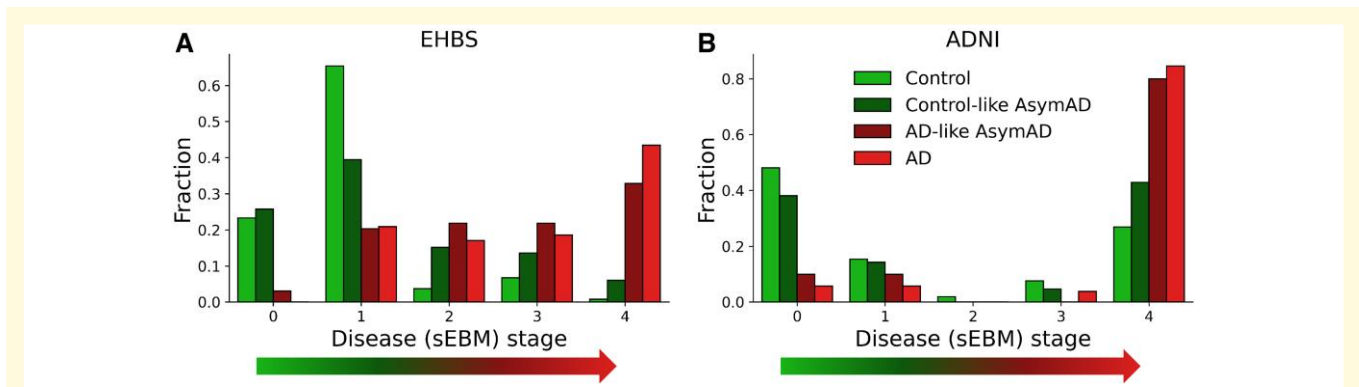 A
EHBS
Fraction
0.6
0.5
0.4
0.3
0.2
0.1
0.0
0 1 2 3 4
Disease (sEBM) stage
B
ADNI
Control
Control-like AsymAD
AD-like AsymAD
AD
Fraction
0.8
0.6
0.4
0.2
0.0
0 1 2 3 4
Disease (sEBM) stage